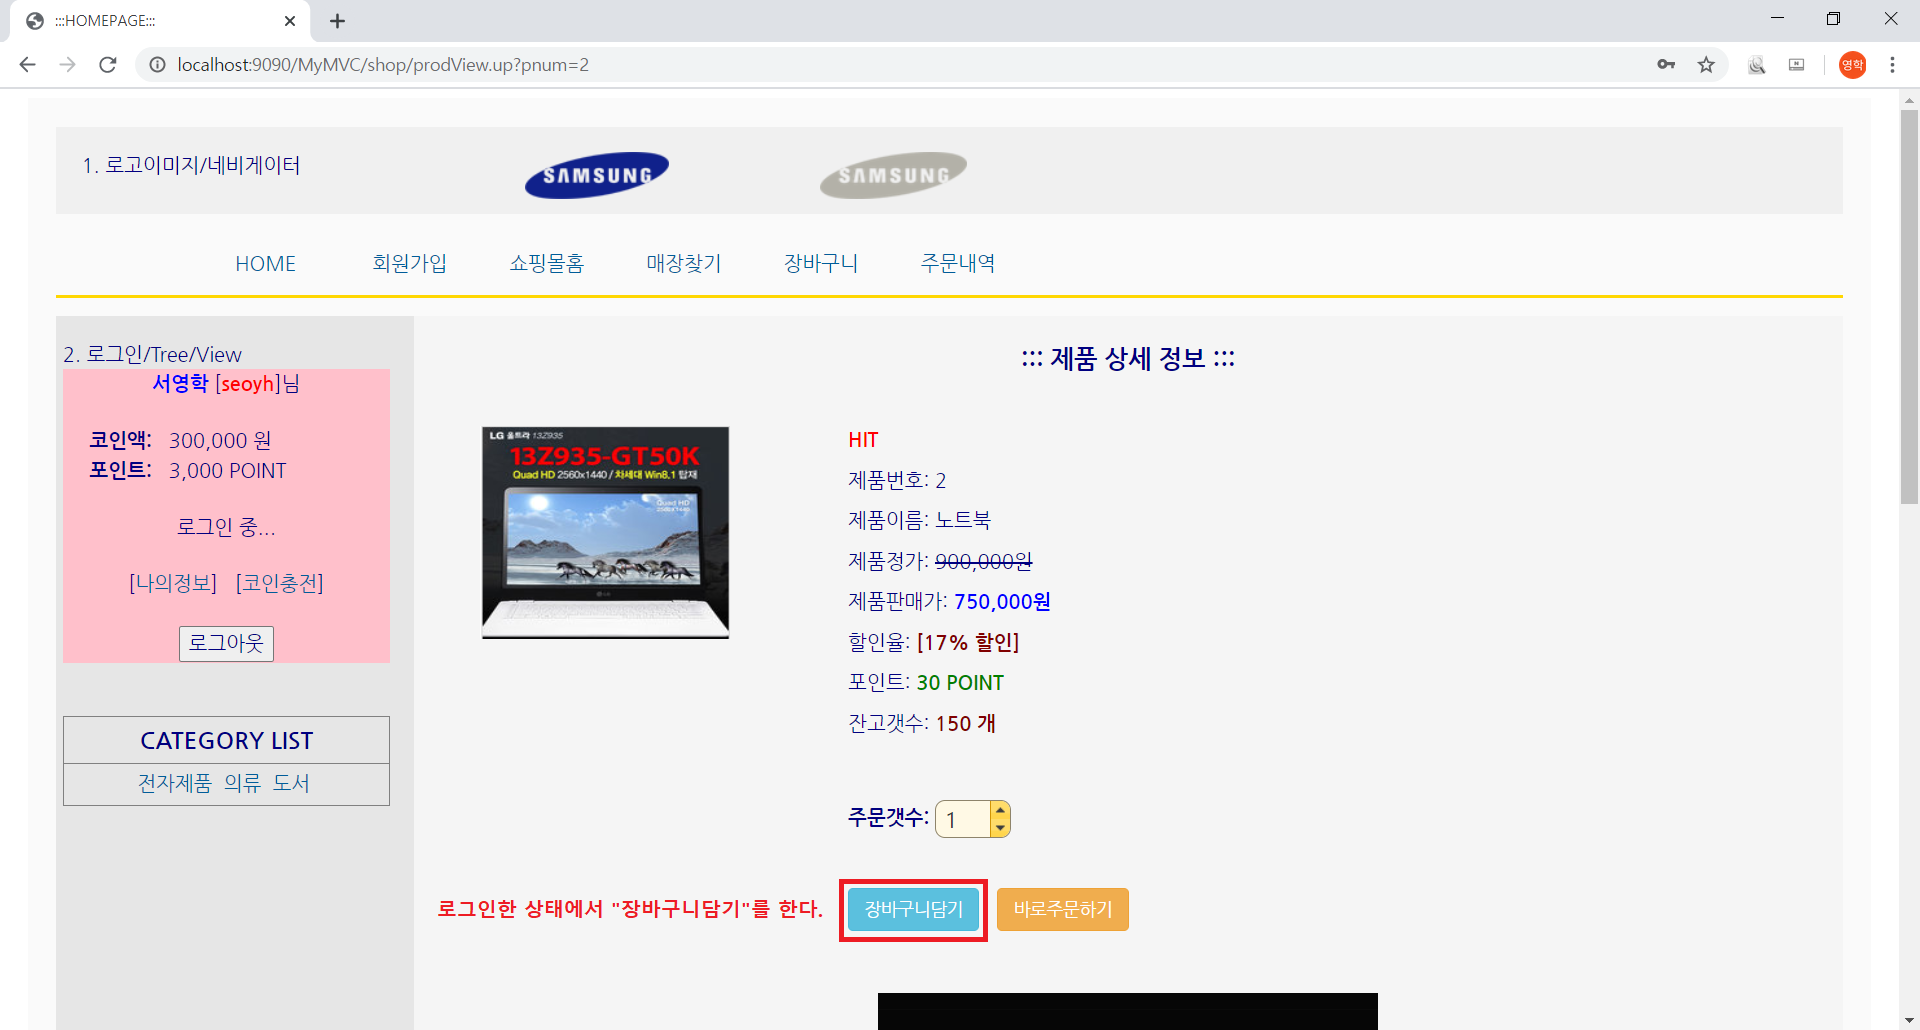 :::HOMEPAGE:::
localhost:9090/MyMVC/shop/prodView.up?pnum=2
영학
1. 로고이미지/네비게이터
SAMSUNG
SAMSUNG
HOME 회원가입 쇼핑몰홈 매장찾기 장바구니 주문내역
2. 로그인/Tree/View
서영학 [seoyh]님
코인액: 300,000 원
포인트: 3,000 POINT
로그인 중...
[나의정보] [코인충전]
로그아웃
CATEGORY LIST
전자제품 의류 도서
::: 제품 상세 정보 :::
LG 울트라 13Z935
13Z935-GT50K
Quad HD 2560x1440 / 차세대 Win8.1 탑재
Quad HD
2560x1440
LG
HIT
제품번호: 2
제품이름: 노트북
제품정가: 900,000원
제품판매가: 750,000원
할인율: [17% 할인]
포인트: 30 POINT
잔고갯수: 150 개
주문갯수: 1
로그인한 상태에서 "장바구니담기"를 한다.
장바구니담기 바로주문하기